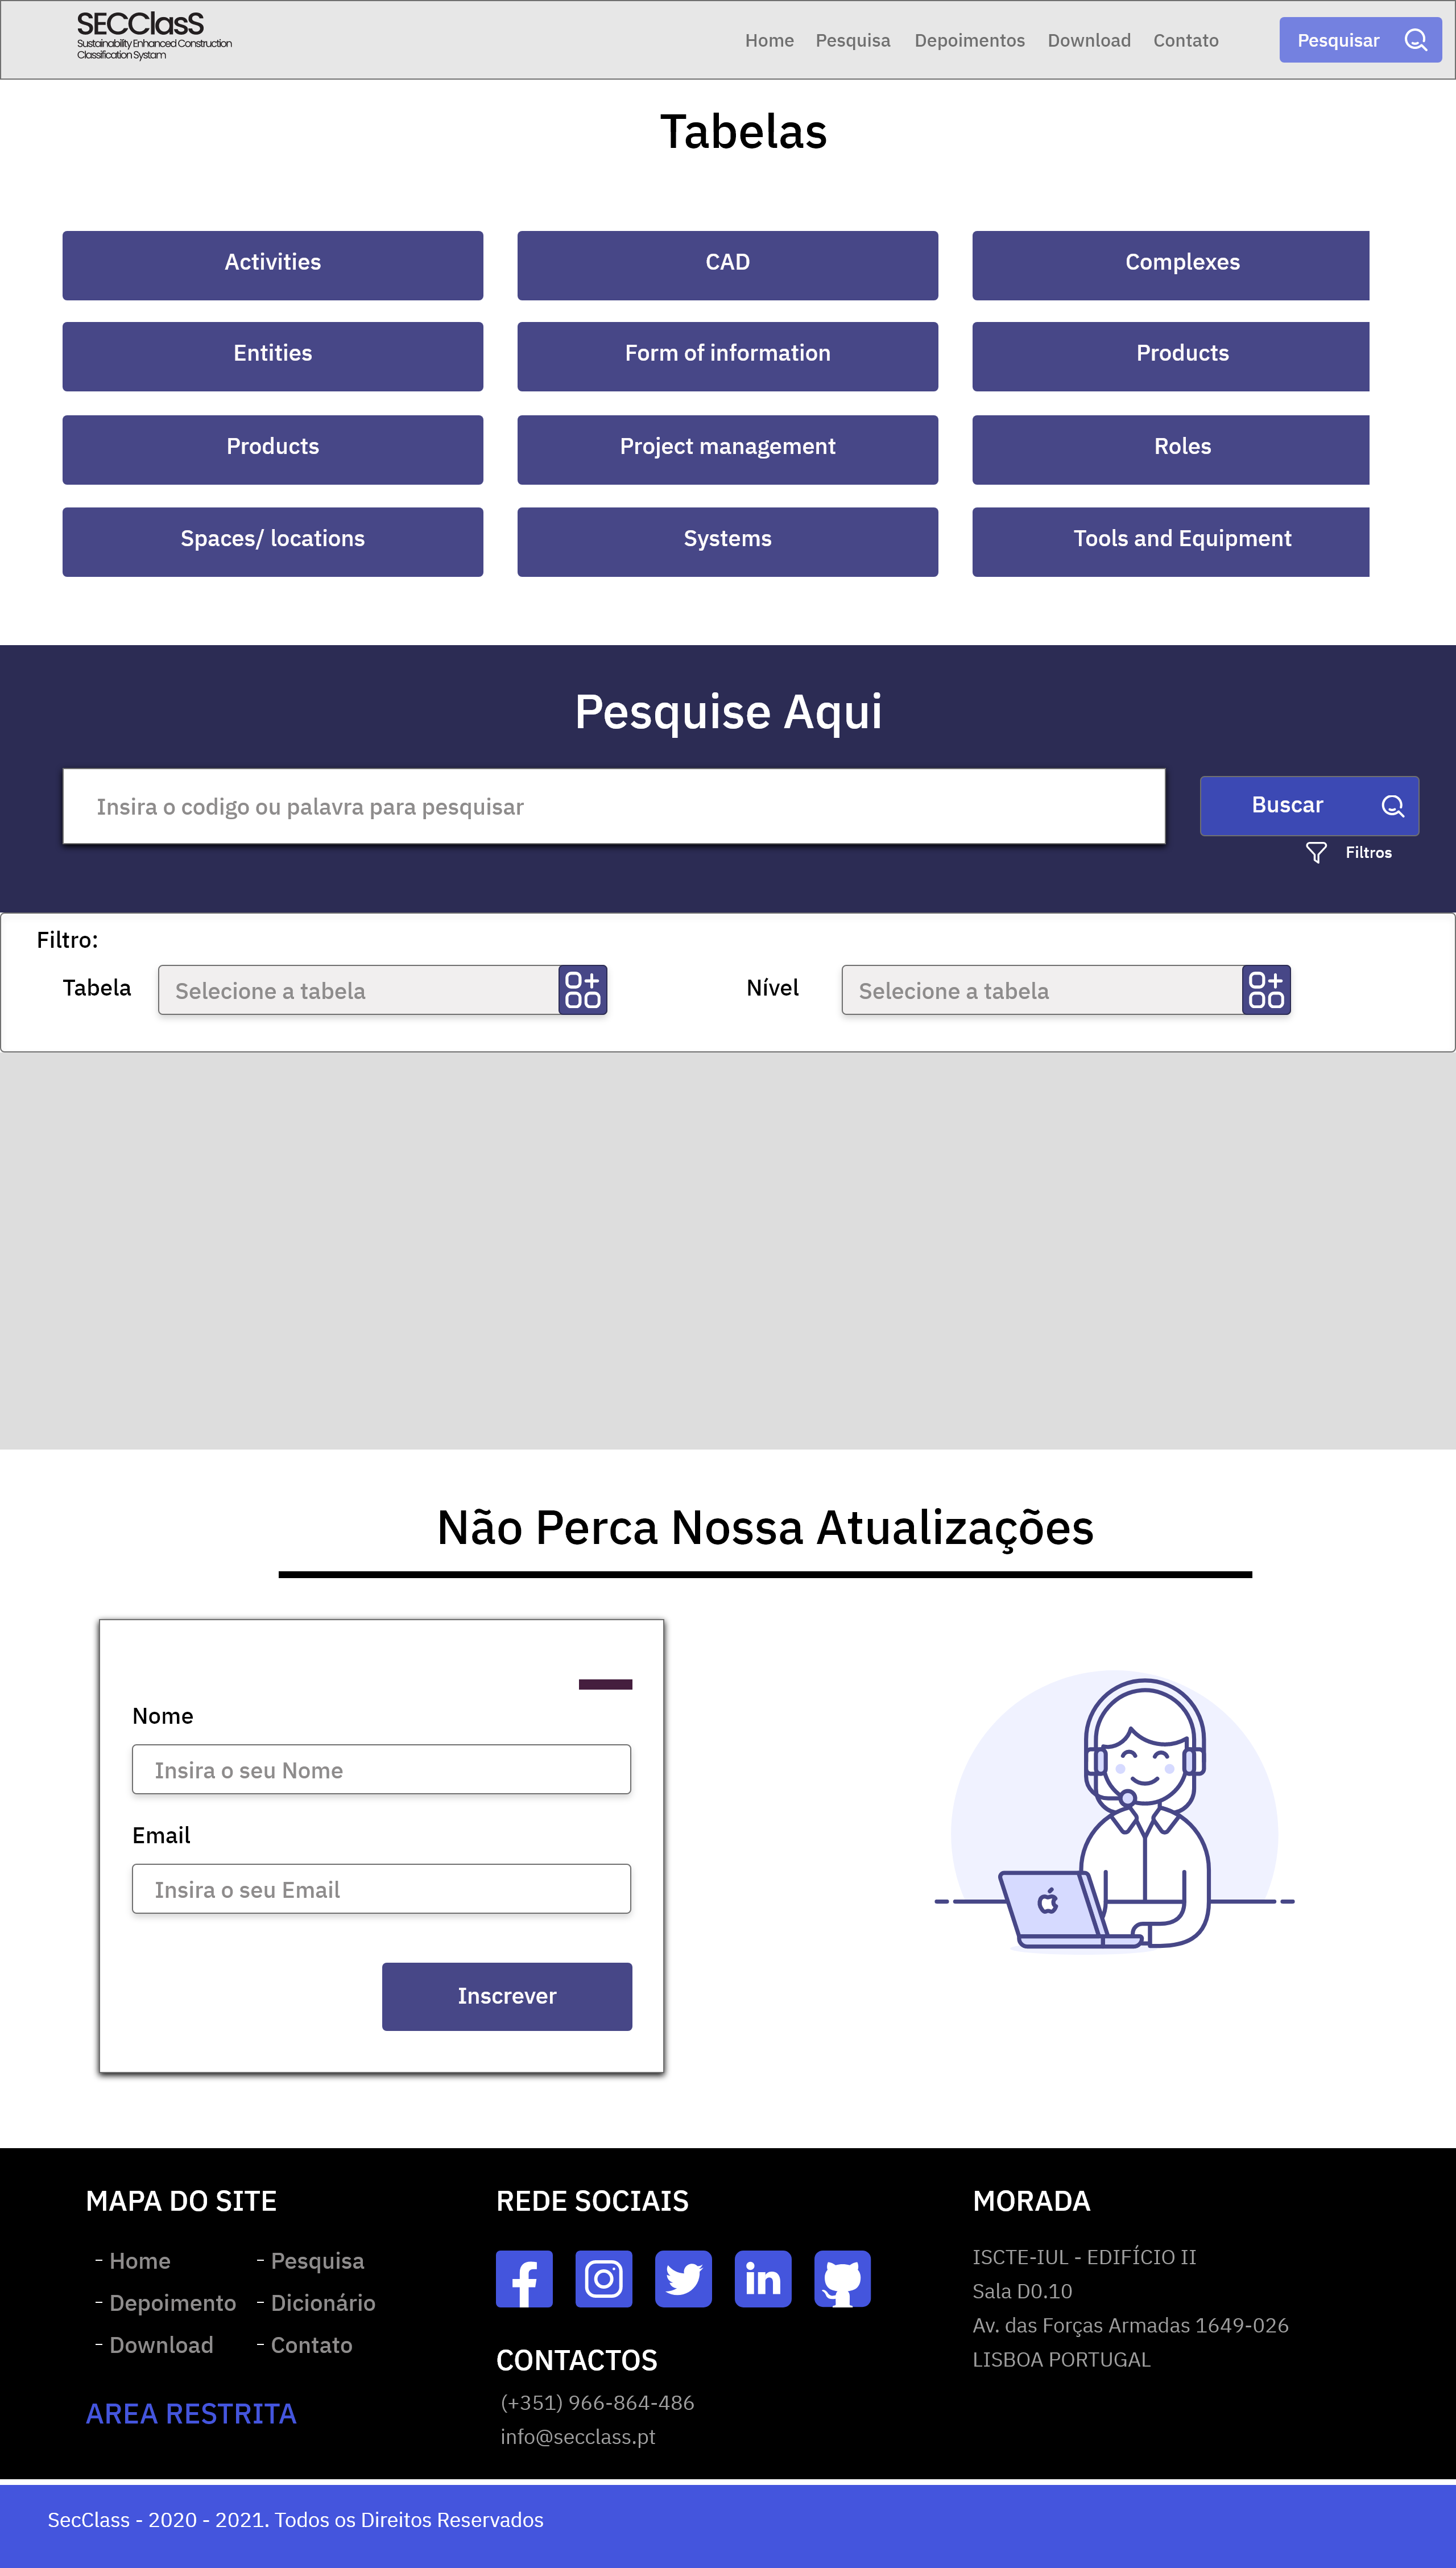 SECClasS
Sustainability Enhanced Construction
Classification Systam
Home Pesquisa Depoimentos Download Contato Pesquisar
Tabelas
Activities CAD Complexes
Entities Form of information Products
Products Project management Roles
Spaces/ locations Systems Tools and Equipment
Pesquise Aqui
Insira o codigo ou palavra para pesquisar Buscar
Filtros
Filtro:
Tabela Selecione a tabela Nível Selecione a tabela
Não Perca Nossa Atualizações
Nome
Insira o seu Nome
Email
Insira o seu Email
Inscrever
MAPA DO SITE
- Home - Pesquisa
- Depoimento - Dicionário
- Download - Contato
AREA RESTRITA
REDE SOCIAIS
CONTACTOS
(+351) 966-864-486
info@secclass.pt
MORADA
ISCTE-IUL - EDIFÍCIO II
Sala D0.10
Av. das Forças Armadas 1649-026
LISBOA PORTUGAL
SecClass - 2020 - 2021. Todos os Direitos Reservados